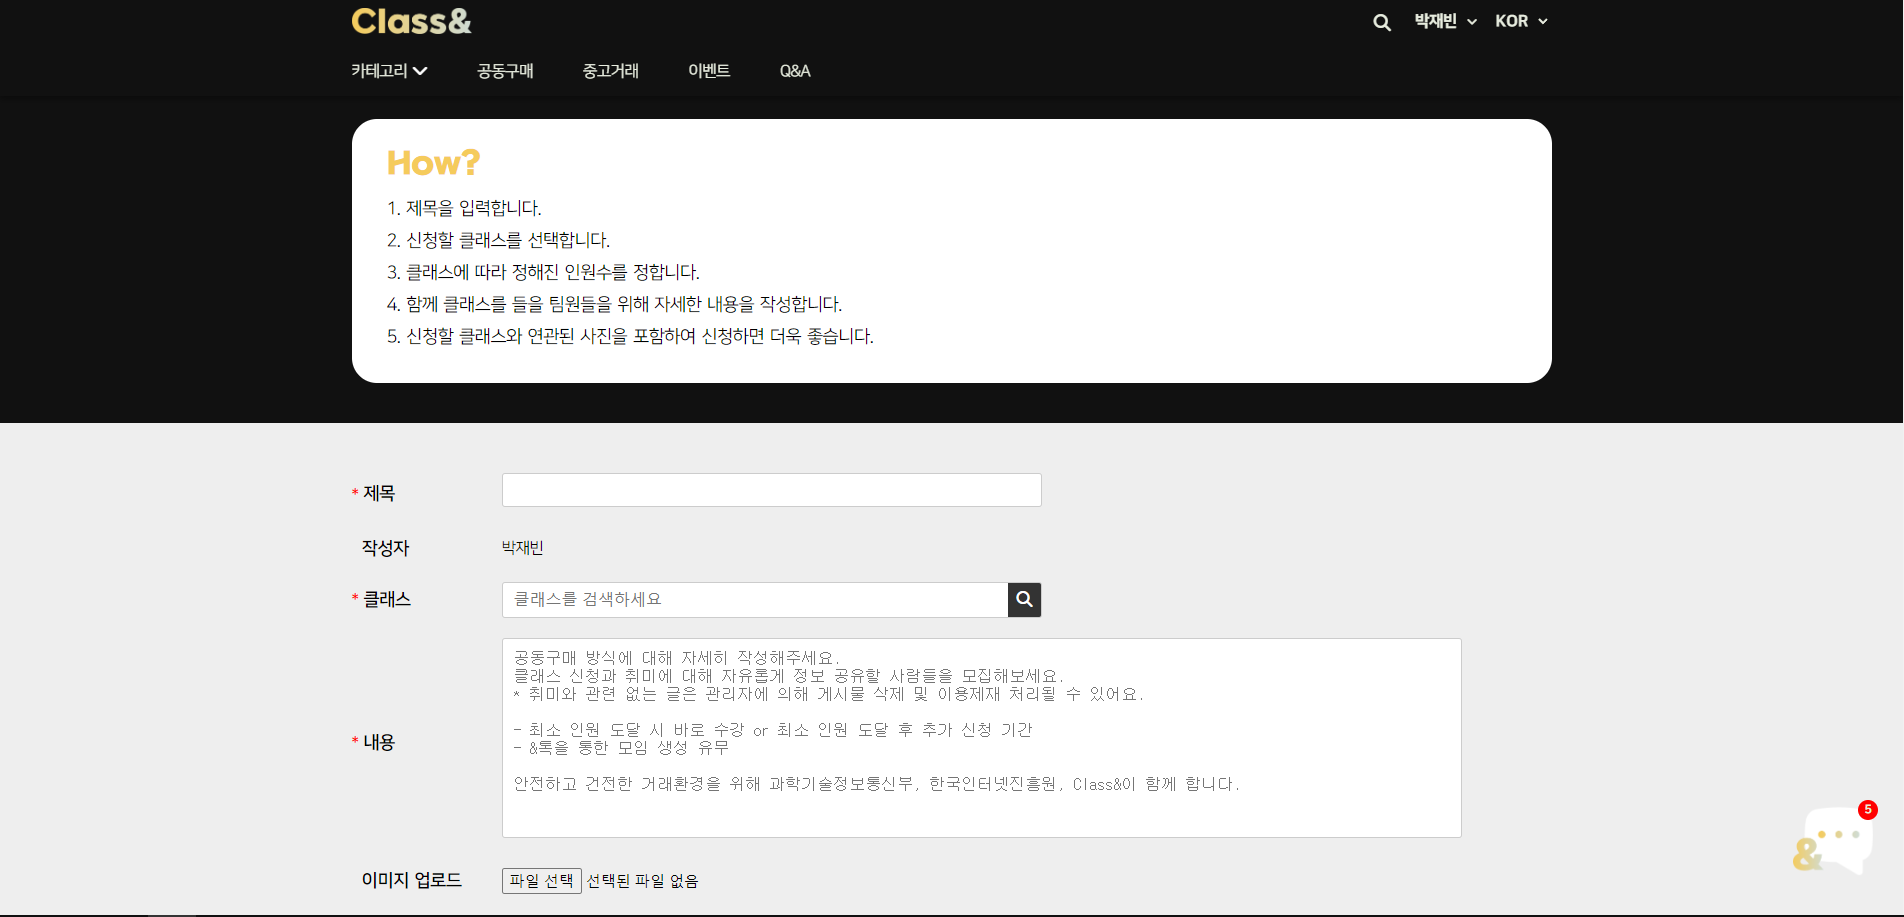 Class&
박재빈
KOR
카테고리
공동구매
중고거래
이벤트
Q&A
How?
1. 제목을 입력합니다.
2. 신청할 클래스를 선택합니다.
3. 클래스에 따라 정해진 인원수를 정합니다.
4. 함께 클래스를 들을 팀원들을 위해 자세한 내용을 작성합니다.
5. 신청할 클래스와 연관된 사진을 포함하여 신청하면 더욱 좋습니다.
* 제목
작성자
박재빈
* 클래스
클래스를 검색하세요
* 내용
공동구매 방식에 대해 자세히 작성해주세요.
클래스 신청과 취미에 대해 자유롭게 정보 공유할 사람들을 모집해보세요.
* 취미와 관련 없는 글은 관리자에 의해 게시물 삭제 및 이용제재 처리될 수 있어요.
- 최소 인원 도달 시 바로 수강 or 최소 인원 도달 후 추가 신청 기간
- &톡을 통한 모임 생성 유무
안전하고 건전한 거래환경을 위해 과학기술정보통신부, 한국인터넷진흥원, Class&이 함께 합니다.
이미지 업로드
파일 선택 선택된 파일 없음
5
&